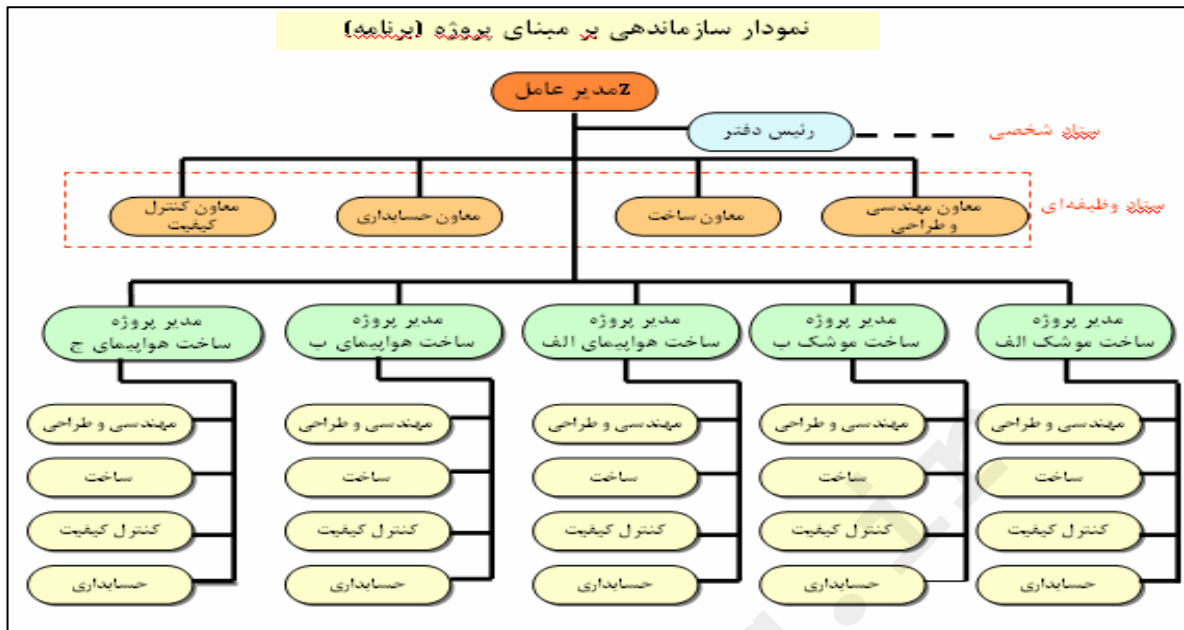 نمودار سازماندهی بر مبنای پروژه (برنامه)
Zمدیر عامل
رئیس دفتر
ستاد شخصی
معاون مهندسی
و طراحی
معاون ساخت
معاون حسابداری
معاون کنترل
کیفیت
ستاد وظیفه‌ای
مدیر پروژه
ساخت موشک الف
مدیر پروژه
ساخت موشک ب
مدیر پروژه
ساخت هواپیمای الف
مدیر پروژه
ساخت هواپیمای ب
مدیر پروژه
ساخت هواپیمای ج
مهندسی و طراحی
مهندسی و طراحی
مهندسی و طراحی
مهندسی و طراحی
مهندسی و طراحی
ساخت
ساخت
ساخت
ساخت
ساخت
کنترل کیفیت
کنترل کیفیت
کنترل کیفیت
کنترل کیفیت
کنترل کیفیت
حسابداری
حسابداری
حسابداری
حسابداری
حسابداری